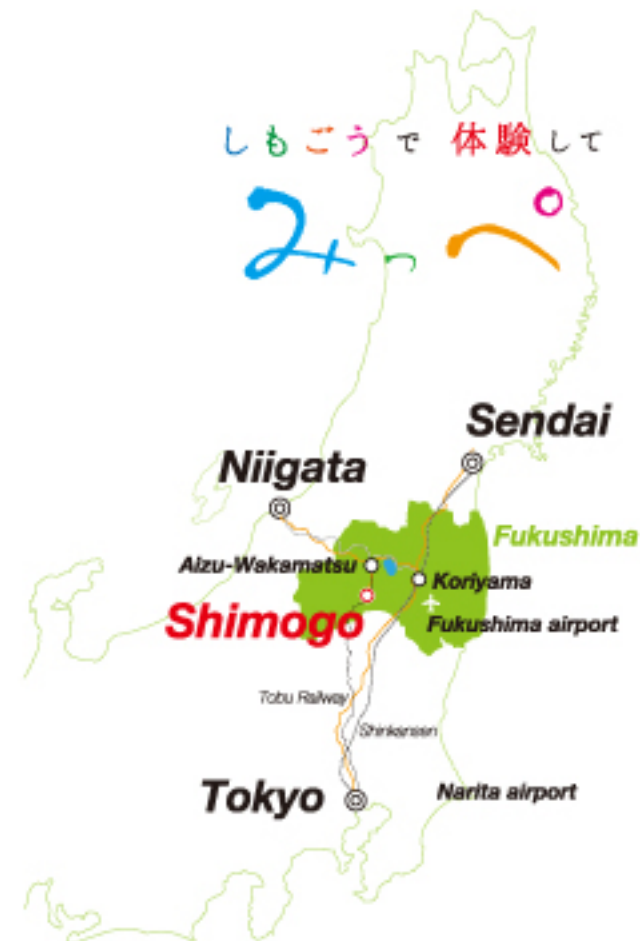 しもごうで 体験して
みっぺ
Sendai
Niigata
Fukushima
Aizu-Wakamatsu
Koriyama
Shimogo
Fukushima airport
Tobu Railway
Shinkansen
Tokyo
Narita airport